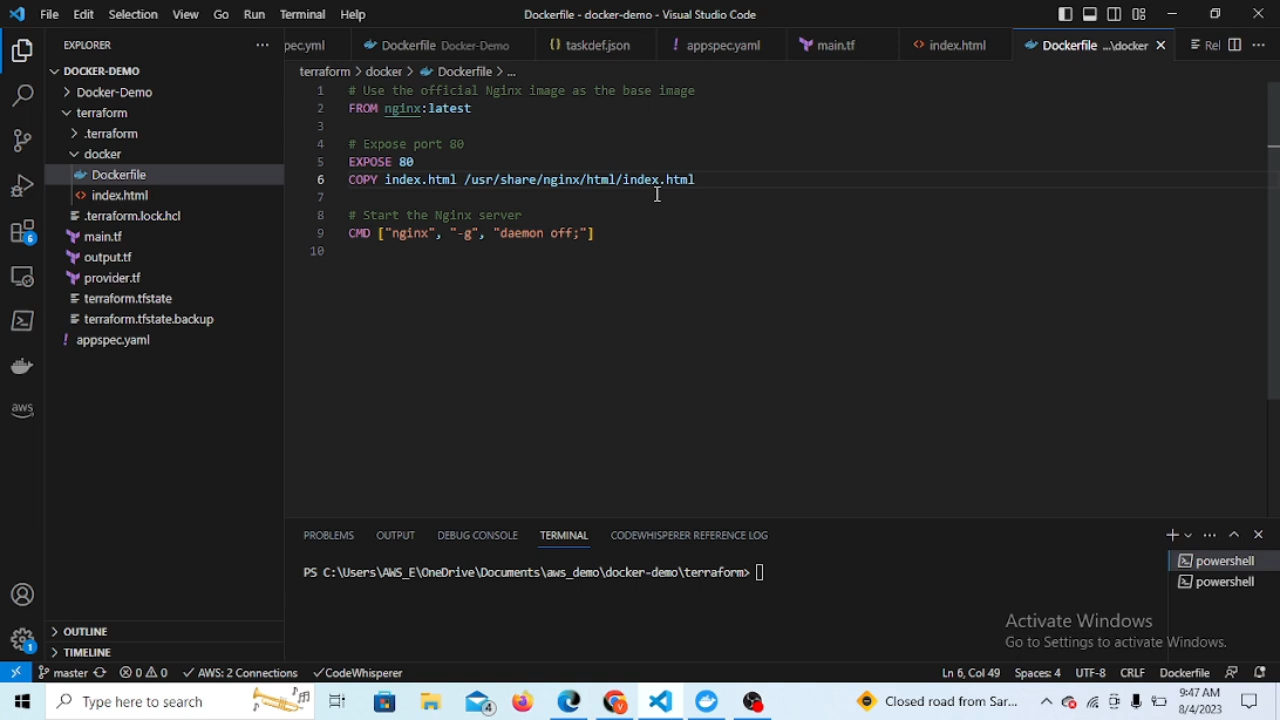 File Edit Selection View Go Run Terminal Help
Dockerfile - docker-demo - Visual Studio Code
EXPLORER
pec.yml
Dockerfile Docker-Demo
taskdef.json
appspec.yaml
main.tf
index.html
Dockerfile ...\docker
Rel
DOCKER-DEMO
Docker-Demo
terraform
.terraform
docker
Dockerfile
index.html
.terraform.lock.hcl
main.tf
output.tf
provider.tf
terraform.tfstate
terraform.tfstate.backup
appspec.yaml
OUTLINE
TIMELINE
6
aws
1
terraform > docker > Dockerfile > ...
1 # Use the official Nginx image as the base image
2 FROM nginx:latest
3
4 # Expose port 80
5 EXPOSE 80
6 COPY index.html /usr/share/nginx/html/index.html
7
8 # Start the Nginx server
9 CMD ["nginx", "-g", "daemon off;"]
10
PROBLEMS OUTPUT DEBUG CONSOLE TERMINAL CODEWHISPERER REFERENCE LOG
PS C:\Users\AWS_E\OneDrive\Documents\aws_demo\docker-demo\terraform>
powershell
powershell
Activate Windows
Go to Settings to activate Windows.
master 0 0 AWS: 2 Connections CodeWhisperer
Ln 6, Col 49 Spaces: 4 UTF-8 CRLF Dockerfile
Type here to search
4
V
Closed road from Sar...
9:47 AM
8/4/2023